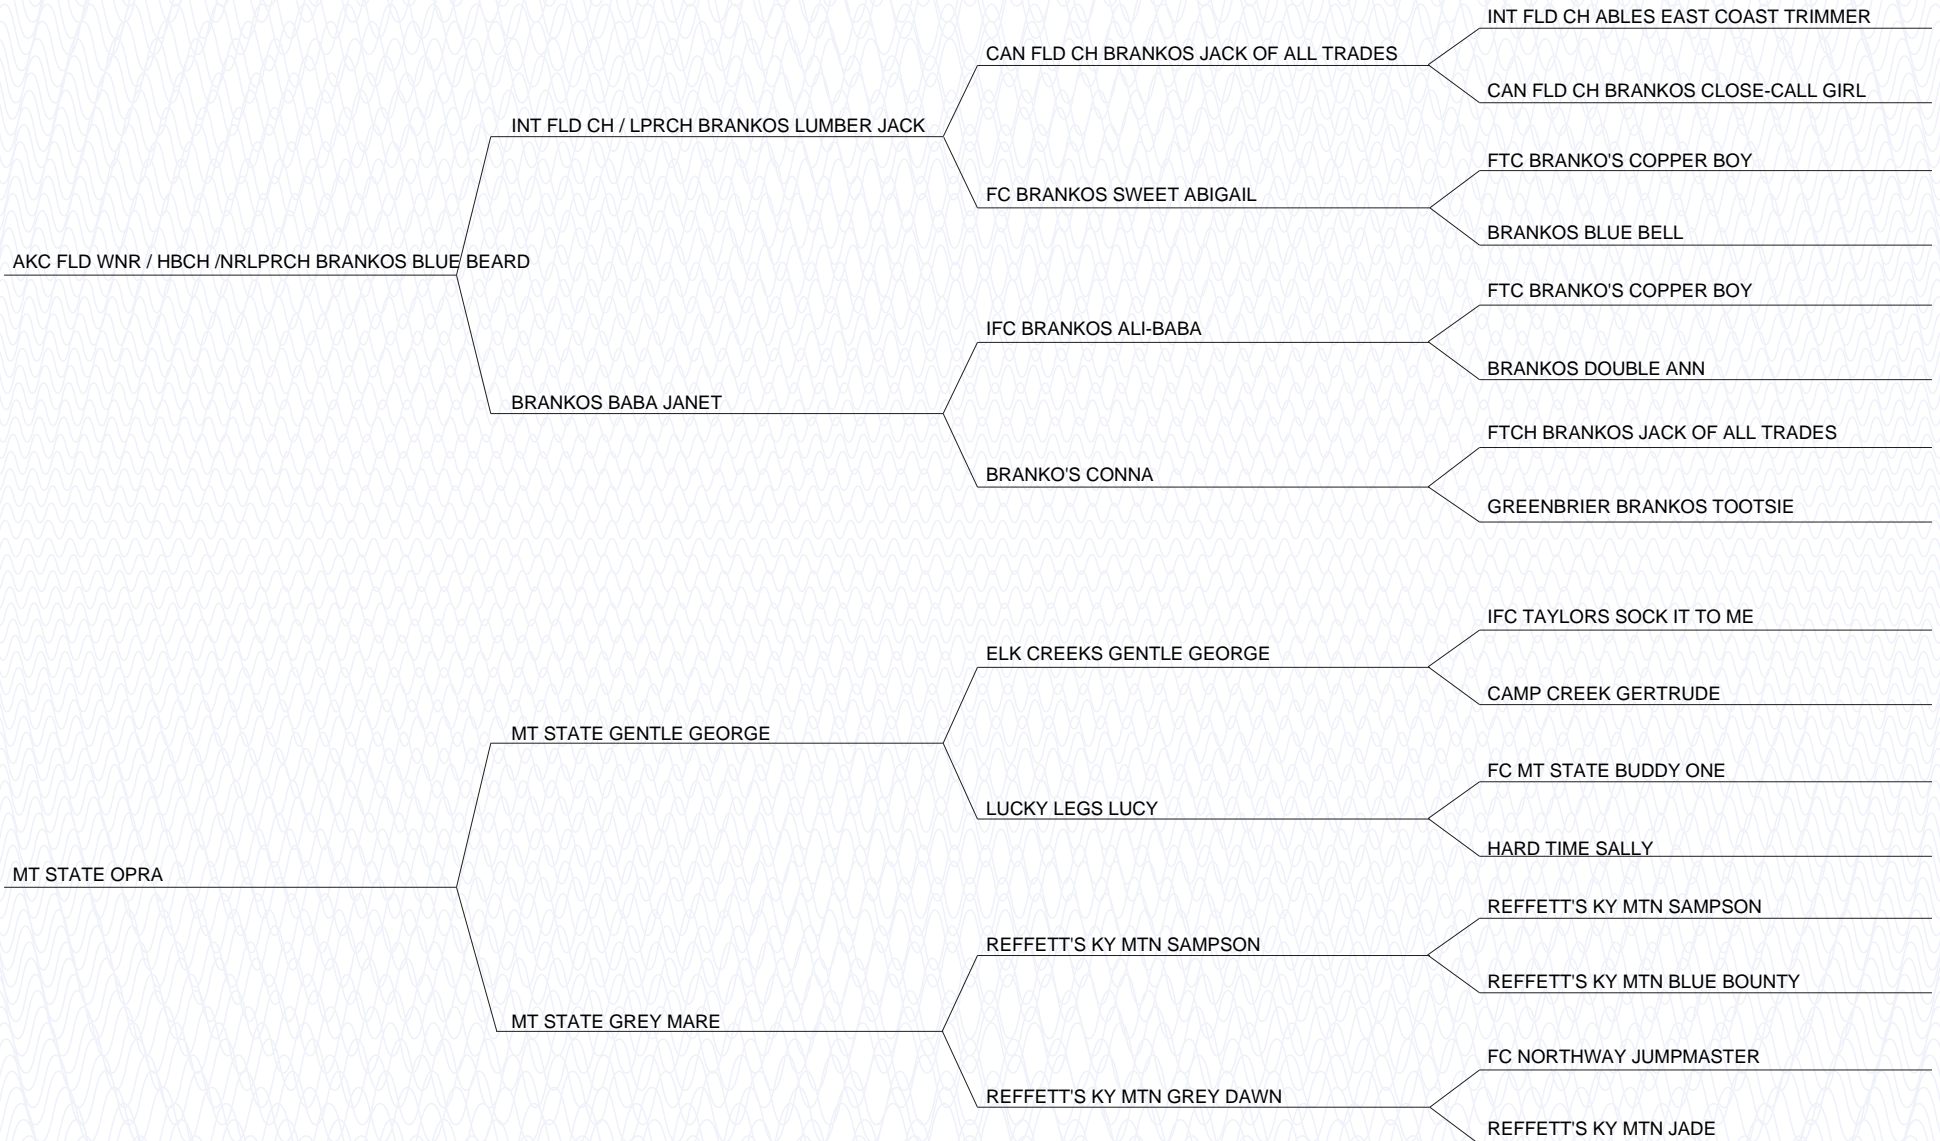 INT FLD CH ABLES EAST COAST TRIMMER
CAN FLD CH BRANKOS JACK OF ALL TRADES
CAN FLD CH BRANKOS CLOSE-CALL GIRL
INT FLD CH / LPRCH BRANKOS LUMBER JACK
FTC BRANKO'S COPPER BOY
FC BRANKOS SWEET ABIGAIL
BRANKOS BLUE BELL
AKC FLD WNR / HBCH /NRLPRCH BRANKOS BLUE BEARD
FTC BRANKO'S COPPER BOY
IFC BRANKOS ALI-BABA
BRANKOS DOUBLE ANN
BRANKOS BABA JANET
FTCH BRANKOS JACK OF ALL TRADES
BRANKO'S CONNA
GREENBRIER BRANKOS TOOTSIE
IFC TAYLORS SOCK IT TO ME
ELK CREEKS GENTLE GEORGE
CAMP CREEK GERTRUDE
MT STATE GENTLE GEORGE
FC MT STATE BUDDY ONE
LUCKY LEGS LUCY
HARD TIME SALLY
MT STATE OPRA
REFFETT'S KY MTN SAMPSON
REFFETT'S KY MTN SAMPSON
REFFETT'S KY MTN BLUE BOUNTY
MT STATE GREY MARE
FC NORTHWAY JUMPMASTER
REFFETT'S KY MTN GREY DAWN
REFFETT'S KY MTN JADE